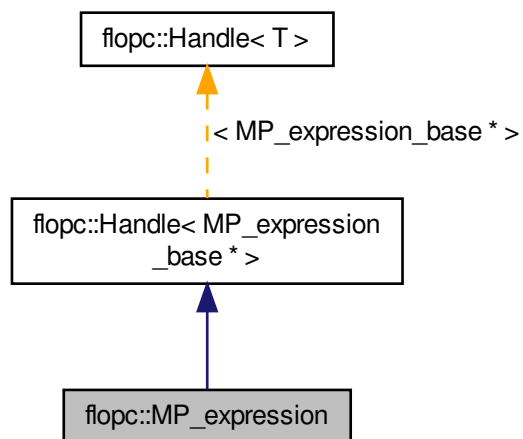 flopc::Handle< T >
< MP_expression_base * >
flopc::Handle< MP_expression
_base * >
flopc::MP_expression